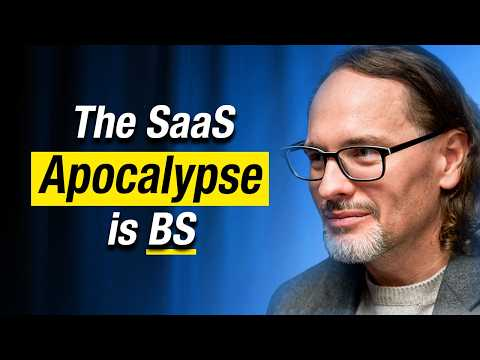 The SaaS
Apocalypse
is BS